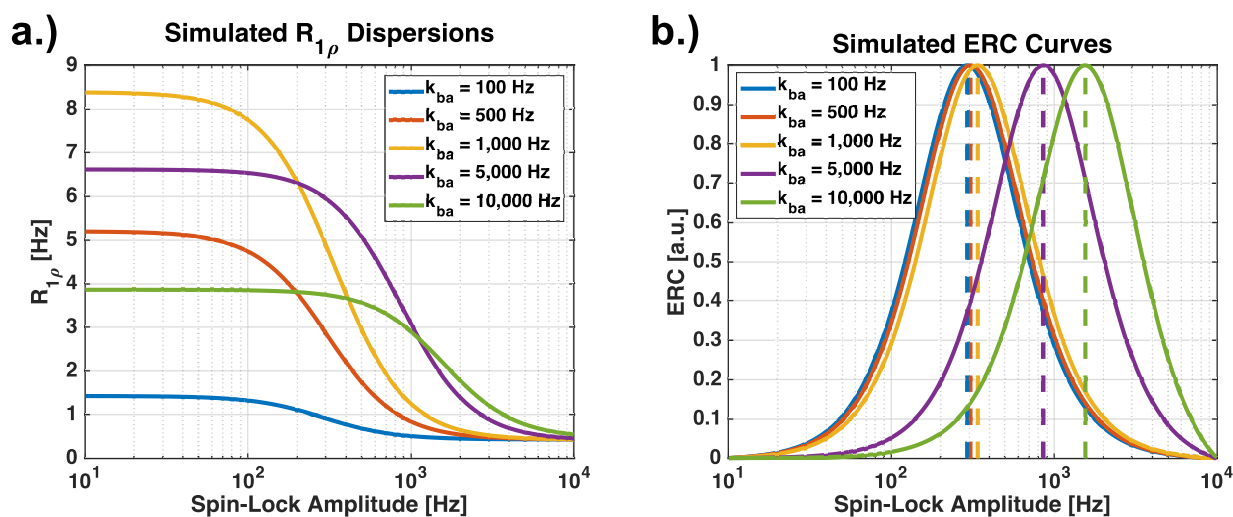 a.)
Simulated R1ρ Dispersions
R1ρ [Hz]
9
8
7
6
5
4
3
2
1
0
kba = 100 Hz
kba = 500 Hz
kba = 1,000 Hz
kba = 5,000 Hz
kba = 10,000 Hz
10^1
10^2
10^3
10^4
Spin-Lock Amplitude [Hz]
b.)
Simulated ERC Curves
ERC [a.u.]
1
0.9
0.8
0.7
0.6
0.5
0.4
0.3
0.2
0.1
0
kba = 100 Hz
kba = 500 Hz
kba = 1,000 Hz
kba = 5,000 Hz
kba = 10,000 Hz
10^1
10^2
10^3
10^4
Spin-Lock Amplitude [Hz]